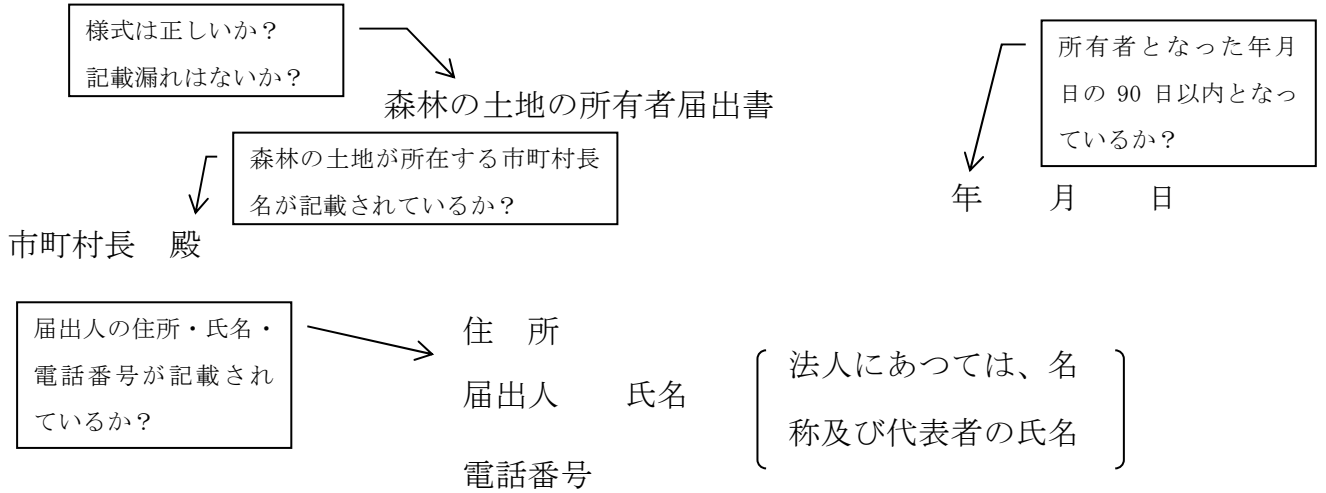 様式は正しいか？
記載漏れはないか？
所有者となった年月
日の 90 日以内となっ
ているか？
森林の土地の所有者届出書
森林の土地が所在する市町村長
名が記載されているか？
年　　月　　日
市町村長　殿
届出人の住所・氏名・
電話番号が記載され
ているか？
住　所
届出人　　氏名
法人にあつては、名
称及び代表者の氏名
電話番号